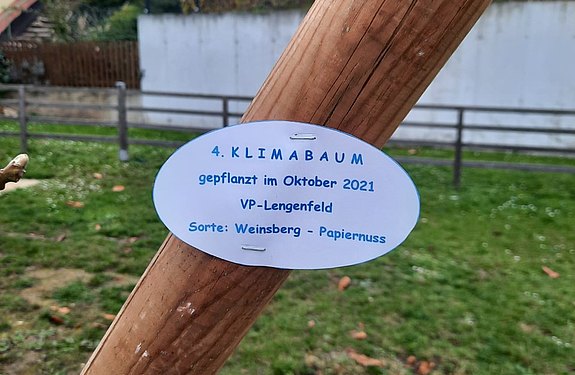 4. KLIMABAUM
gepflanzt im Oktober 2021
VP-Lengenfeld
Sorte: Weinsberg - Papiernuss